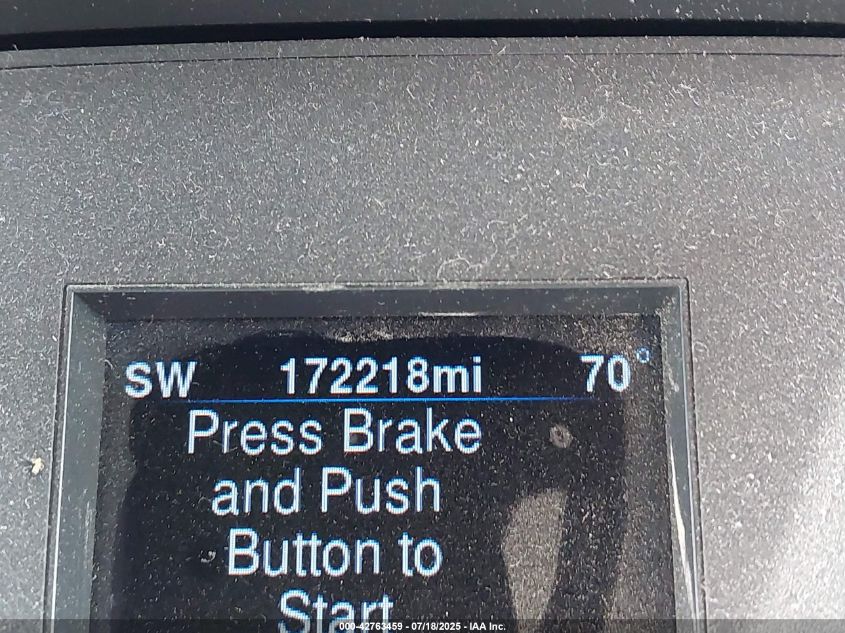 SW 172218mi 70°
Press Brake
and Push
Button to
Start
000-42763459 - 07/18/2025 - IAA Inc.